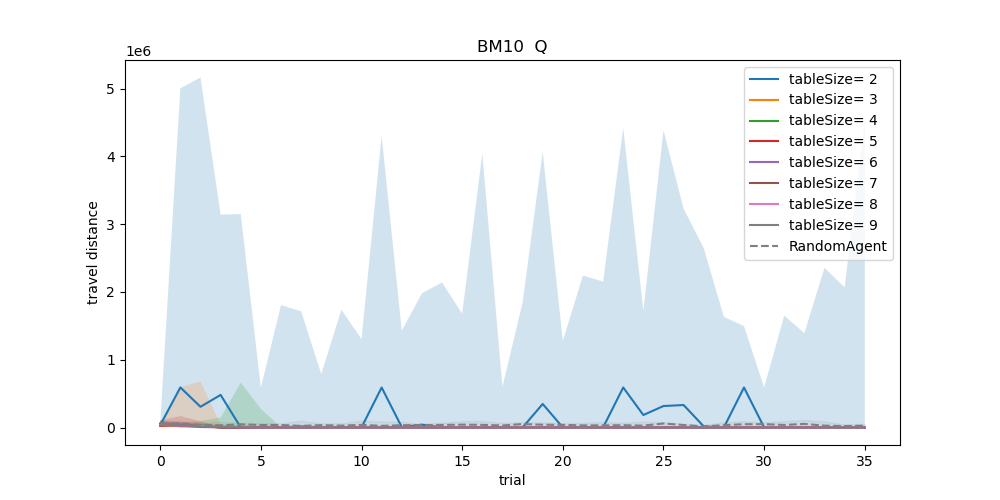 BM10  Q
1e6
5
4
3
2
1
0
travel distance
0
5
10
15
20
25
30
35
trial
tableSize= 2
tableSize= 3
tableSize= 4
tableSize= 5
tableSize= 6
tableSize= 7
tableSize= 8
tableSize= 9
RandomAgent